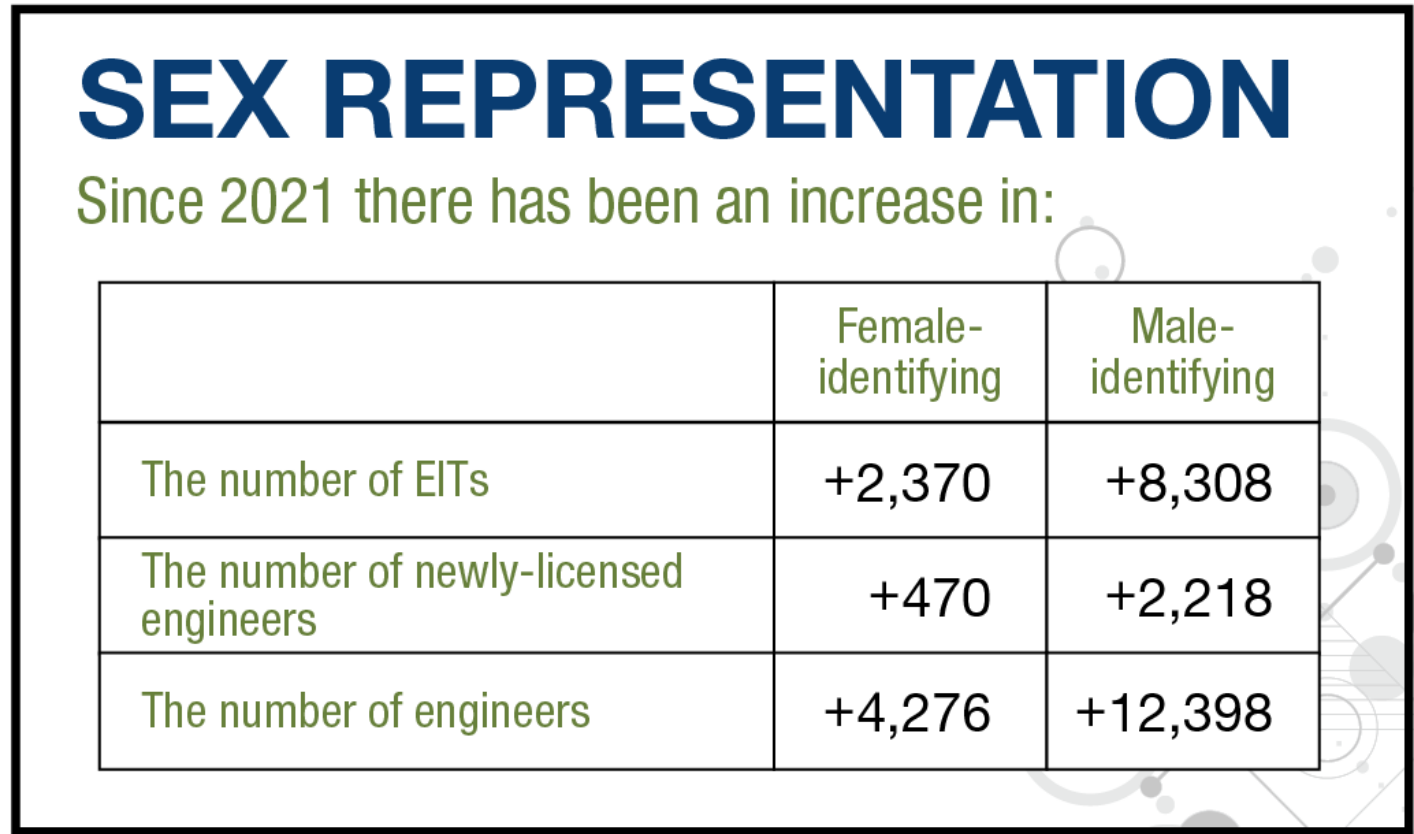 SEX REPRESENTATION
Since 2021 there has been an increase in:
Female-
identifying
Male-
identifying
The number of EITs
+2,370
+8,308
The number of newly-licensed
engineers
+470
+2,218
The number of engineers
+4,276
+12,398